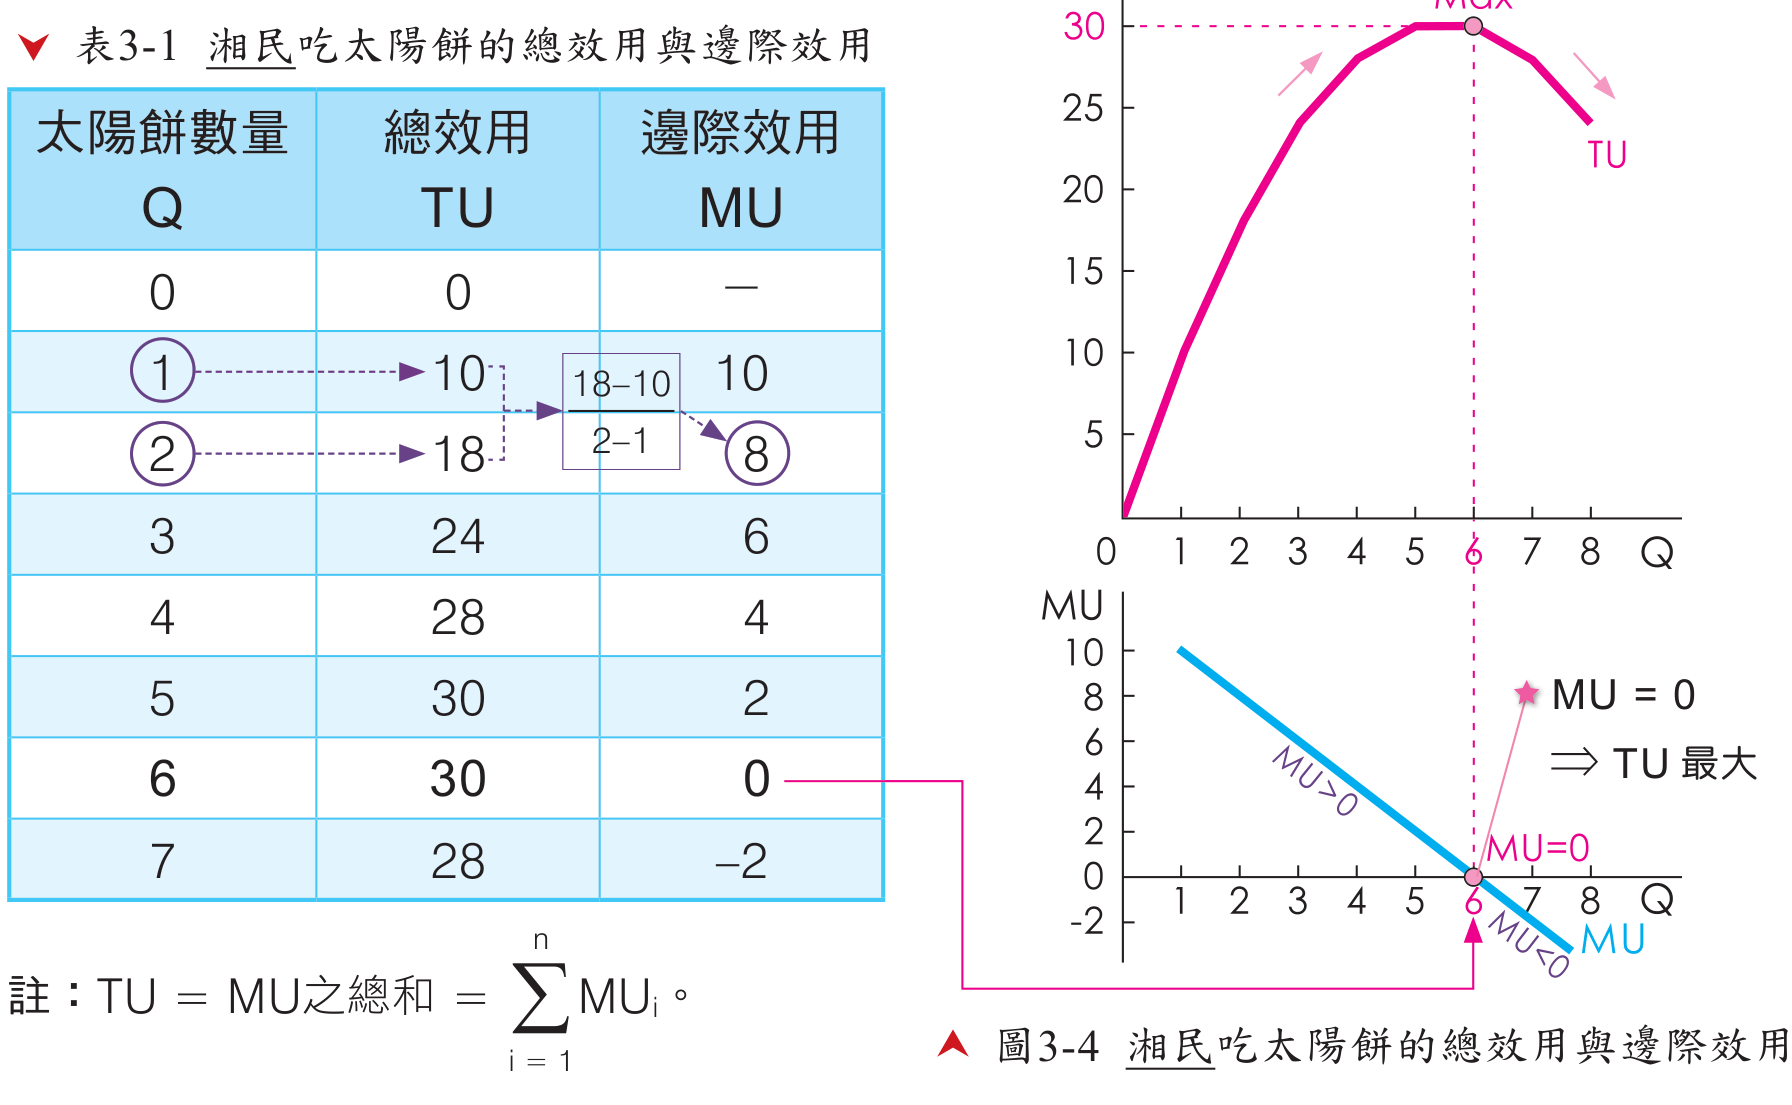 表3-1 湘民吃太陽餅的總效用與邊際效用
太陽餅數量 總效用 邊際效用
Q TU MU
0 0 —
1 10 10
18–10
2–1
2 18 8
3 24 6
4 28 4
5 30 2
6 30 0
7 28 –2
註：TU = MU之總和 = n ∑ i = 1 MUi。
Max
30
25
20
15
10
5
TU
0 1 2 3 4 5 6 7 8 Q
MU
10
8
6
4
2
0
-2
MU>0
MU = 0
⇒ TU 最大
MU=0
1 2 3 4 5 6 7 8 Q
MU<0
MU
圖3-4 湘民吃太陽餅的總效用與邊際效用